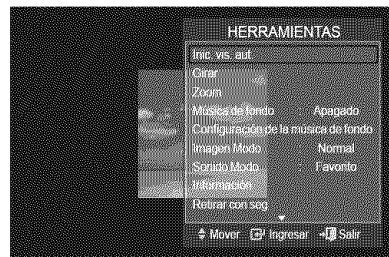 HERRAMIENTAS
Inic. vis. aut.
Girar
Zoom
Música de fondo : Apagado
Configuración de la música de fondo
Imagen Modo : Normal
Sonido Modo : Favorito
Información
Retirar con seg
Mover Ingresar Salir